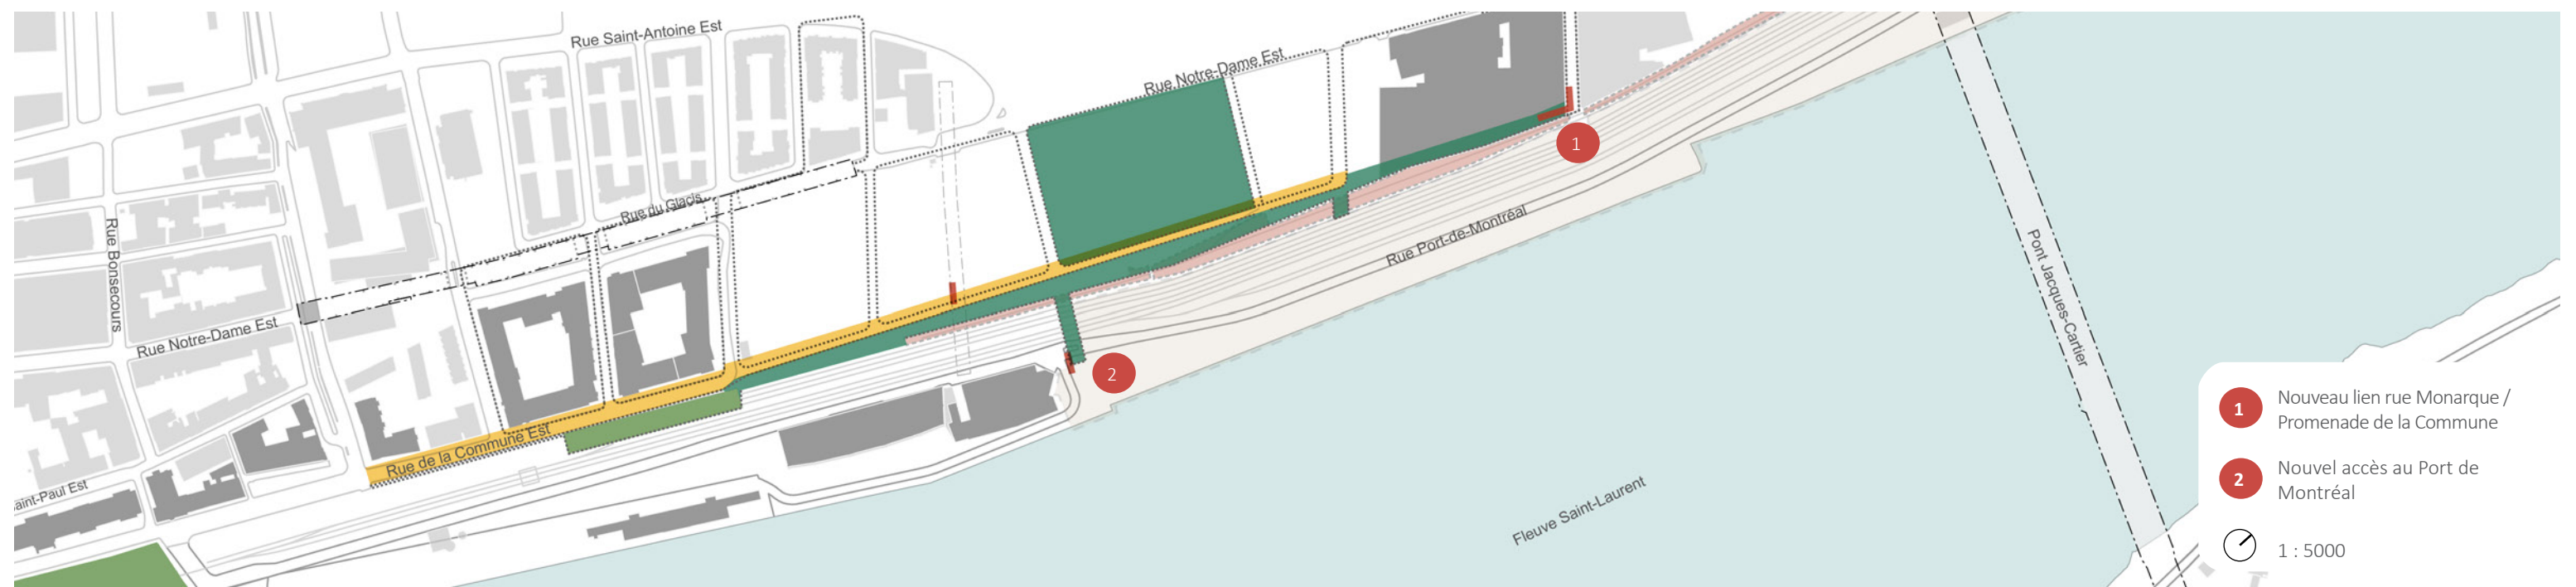 Rue Saint-Antoine Est
Rue Notre-Dame Est
1
Rue du Glacis
Rue Bonsecours
Rue Port-de-Montréal
Pont Jacques-Cartier
Rue Notre-Dame Est
2
Rue de la Commune Est
aint-Paul Est
Fleuve Saint-Laurent
1 Nouveau lien rue Monarque /
Promenade de la Commune
2 Nouvel accès au Port de
Montréal
1 : 5000